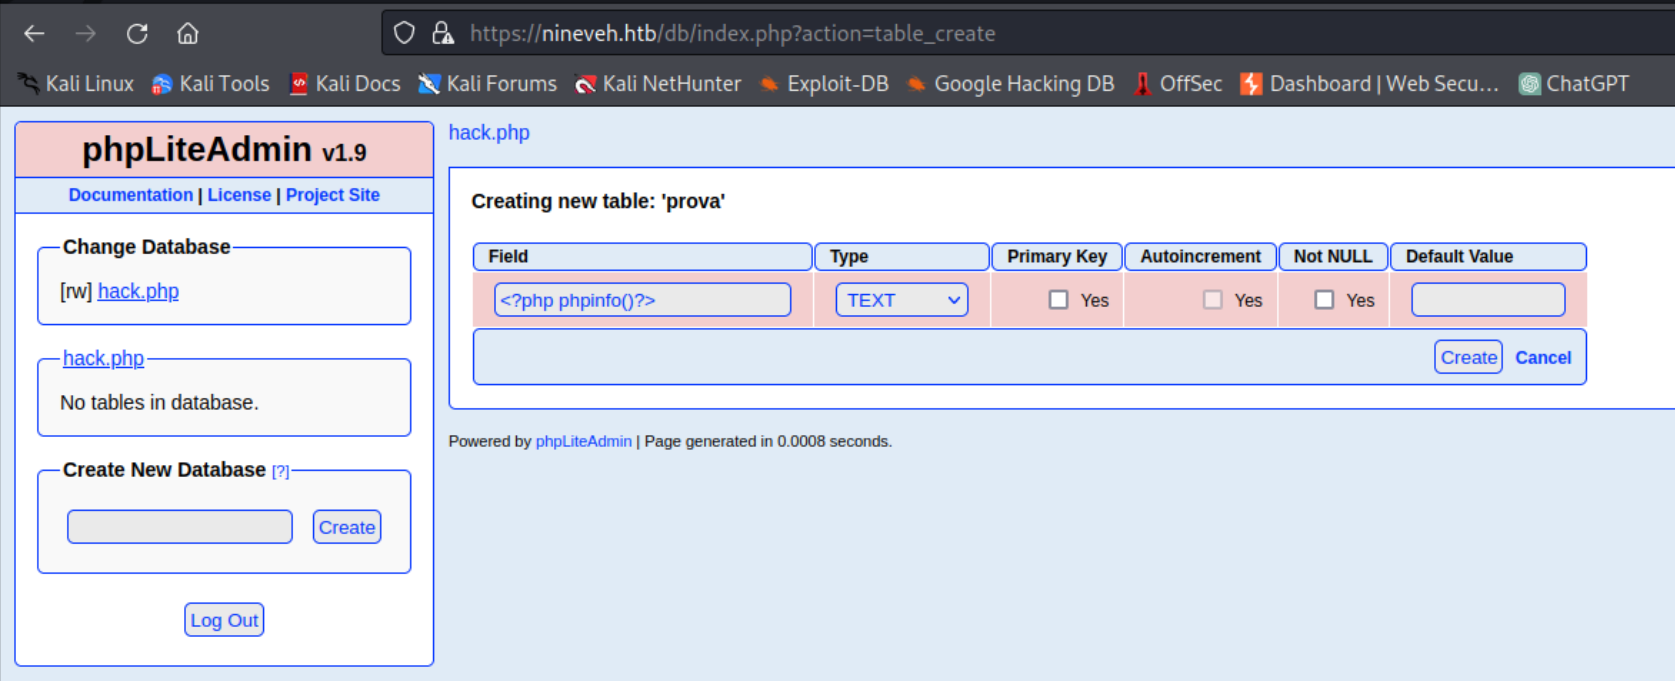 https://nineveh.htb/db/index.php?action=table_create
Kali Linux Kali Tools Kali Docs Kali Forums Kali NetHunter Exploit-DB Google Hacking DB OffSec Dashboard | Web Secu... ChatGPT
phpLiteAdmin v1.9
Documentation | License | Project Site
Change Database
[rw] hack.php
hack.php
No tables in database.
Create New Database [?]
Create
Log Out
hack.php
Creating new table: 'prova'
Field Type Primary Key Autoincrement Not NULL Default Value
<?php phpinfo()?> TEXT Yes Yes Yes
Create Cancel
Powered by phpLiteAdmin | Page generated in 0.0008 seconds.